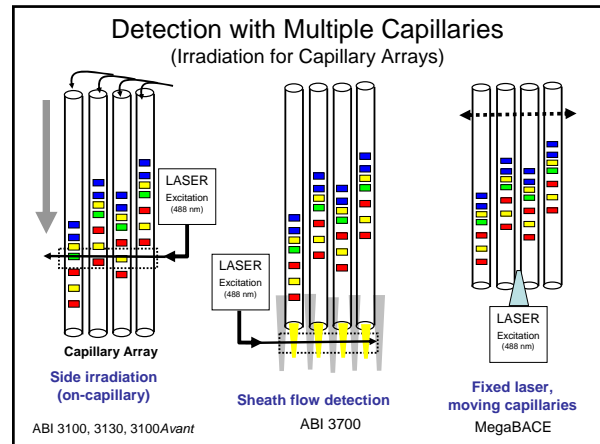 Detection with Multiple Capillaries
(Irradiation for Capillary Arrays)
LASER
Excitation
(488 nm)
Capillary Array
Side irradiation
(on-capillary)
ABI 3100, 3130, 3100Avant
LASER
Excitation
(488 nm)
Sheath flow detection
ABI 3700
LASER
Excitation
(488 nm)
Fixed laser,
moving capillaries
MegaBACE